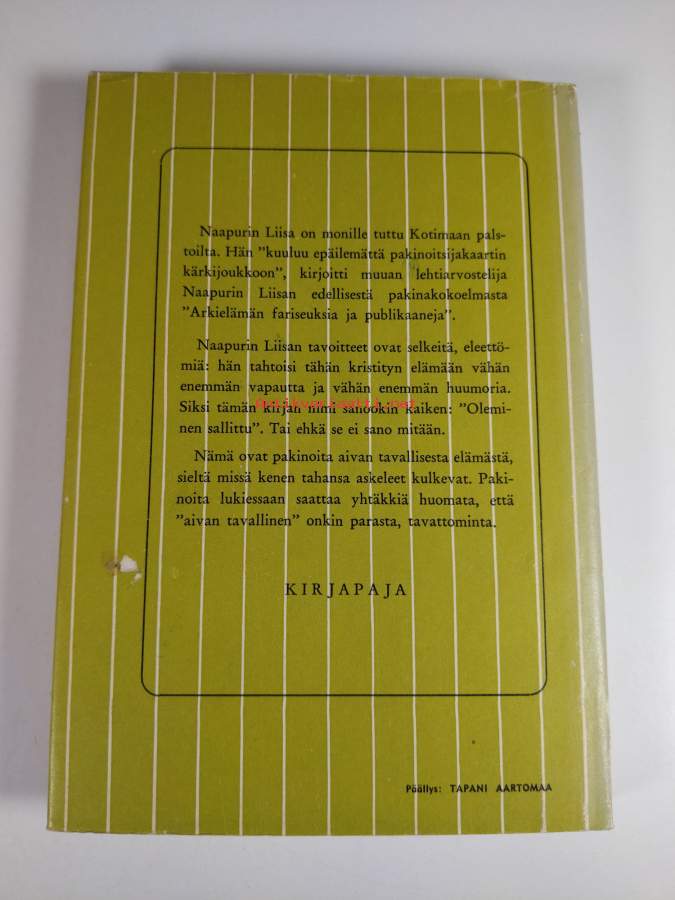 Naapurin Liisa on monille tuttu Kotimaan pals-
toilta. Hän "kuuluu epäilemättä pakinoitsijakaartin
kärkijoukkoon", kirjoitti muuan lehtiarvostelija
Naapurin Liisan edellisestä pakinakokoelmasta
"Arkielämän fariseuksia ja publikaaneja".
Naapurin Liisan tavoitteet ovat selkeitä, eleettö-
miä: hän tahtoisi tähän kristityn elämään vähän
enemmän vapautta ja vähän enemmän huumoria.
Siksi tämän kirjan nimi sanookin kaiken: "Olemi-
nen sallittu". Tai ehkä se ei sano mitään.
Nämä ovat pakinoita aivan tavallisesta elämästä,
sieltä missä kenen tahansa askeleet kulkevat. Paki-
noita lukiessaan saattaa yhtäkkiä huomata, että
"aivan tavallinen" onkin parasta, tavattominta.
KIRJAPAJA
Päällys: TAPANI AARTOMAA